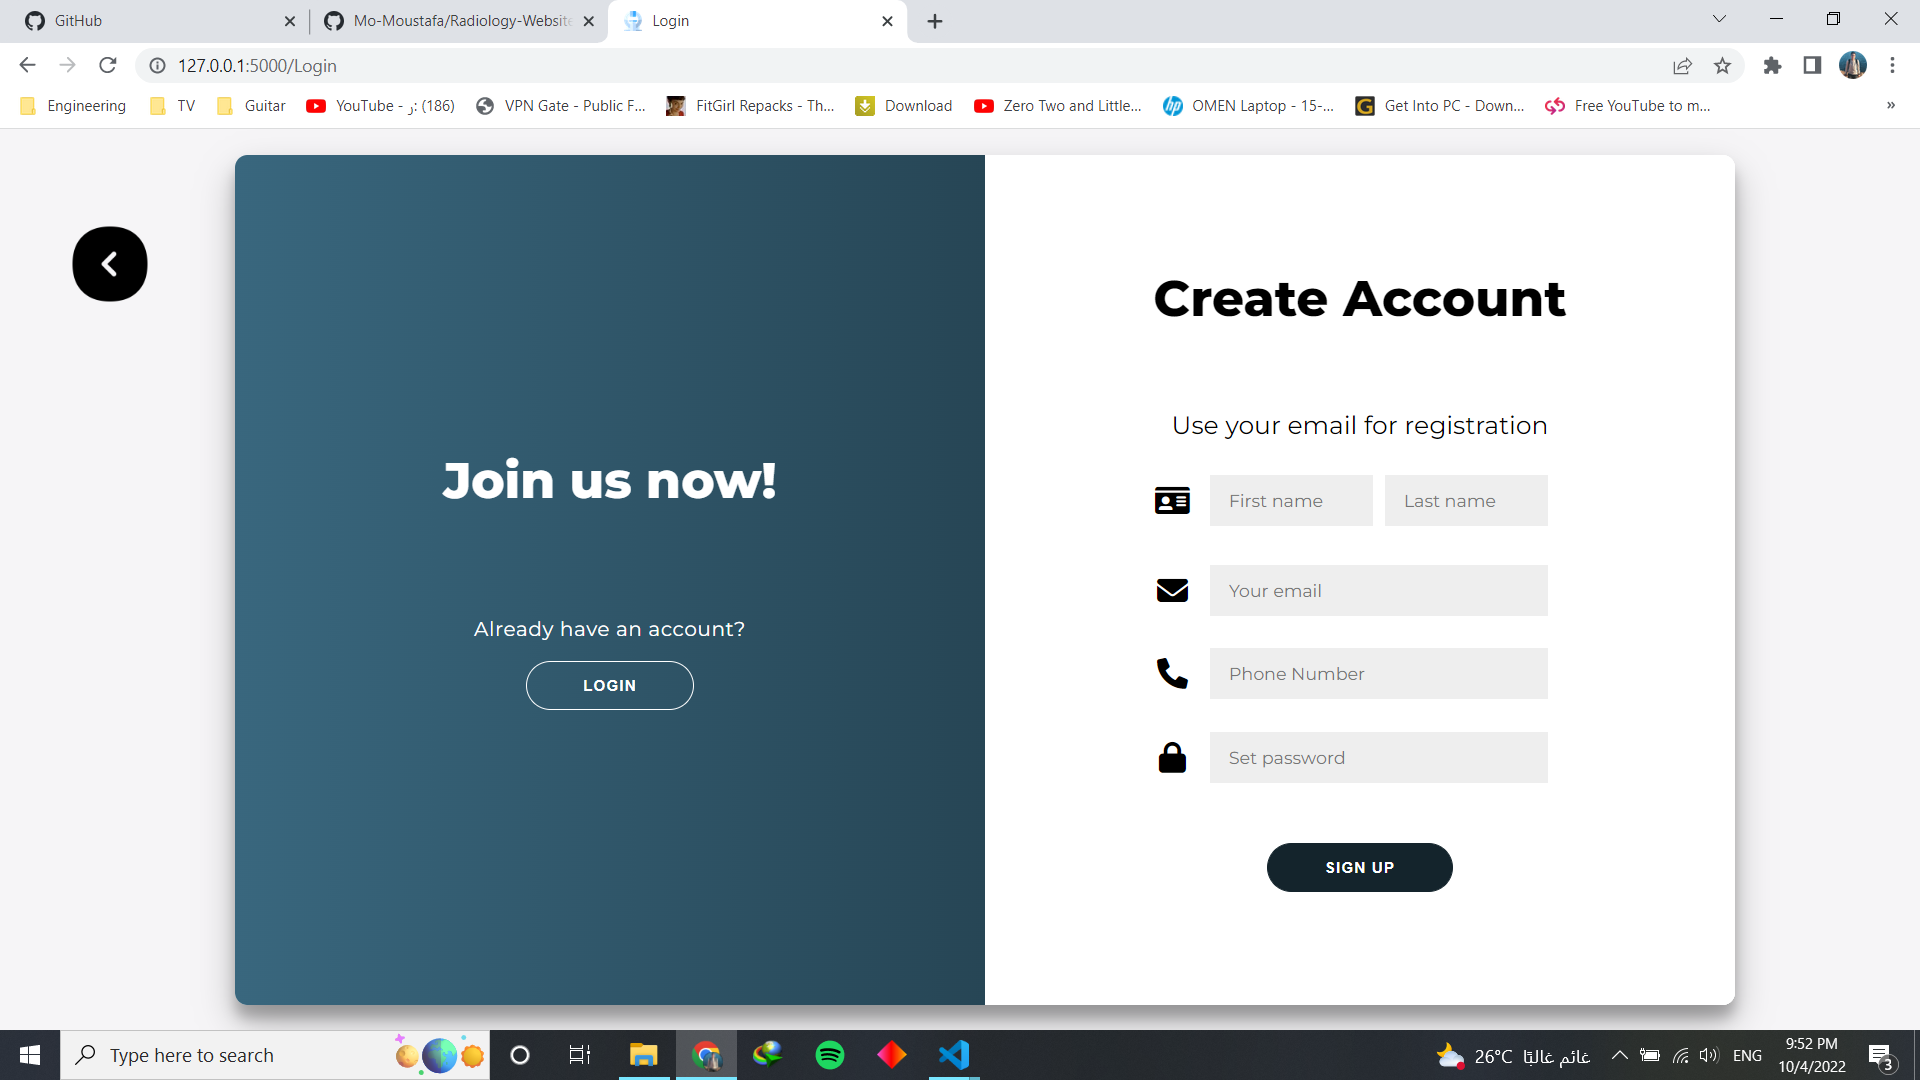 GitHub
Mo-Moustafa/Radiology-Website
Login
127.0.0.1:5000/Login
Engineering
TV
Guitar
YouTube - ر: (186)
VPN Gate - Public F...
FitGirl Repacks - Th...
Download
Zero Two and Little...
OMEN Laptop - 15-...
Get Into PC - Down...
Free YouTube to m...
»
Join us now!
Already have an account?
LOGIN
Create Account
Use your email for registration
First name
Last name
Your email
Phone Number
Set password
SIGN UP
Type here to search
26°C غائم غالبًا
ENG
9:52 PM
10/4/2022
3